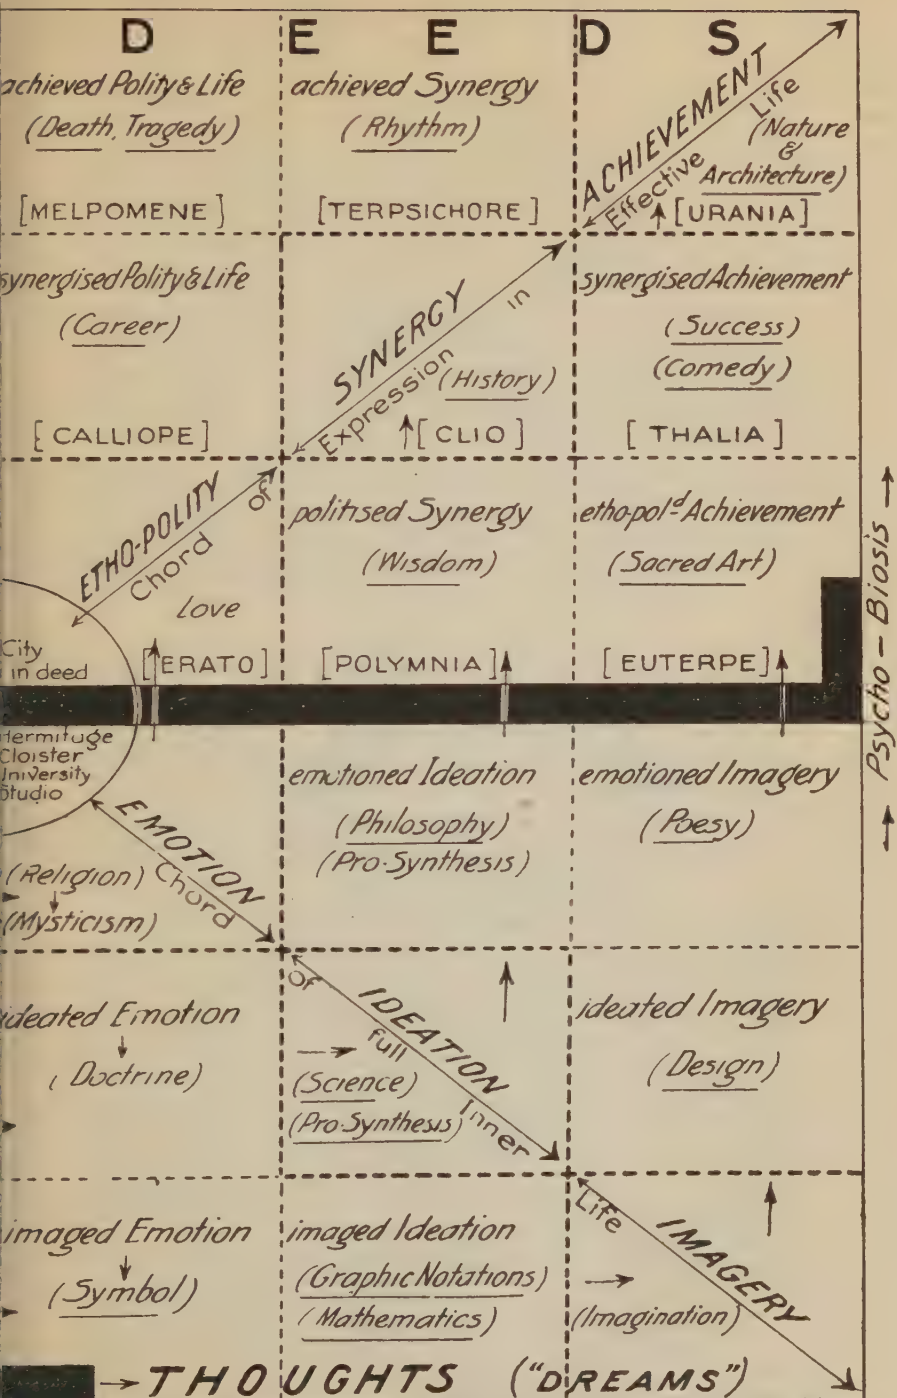 D E E D S
achieved Polity & Life
(Death, Tragedy)
[MELPOMENE]
achieved Synergy
(Rhythm)
[TERPSICHORE]
ACHIEVEMENT
Effective Life
(Nature
&
Architecture)
[URANIA]
synergised Polity & Life
(Career)
[CALLIOPE]
SYNERGY
Expression in
(History)
[CLIO]
synergised Achievement
(Success)
(Comedy)
[THALIA]
ETHO-POLITY
Chord of
Love
[ERATO]
City
in deed
politised Synergy
(Wisdom)
[POLYMNIA]
etho-pold Achievement
(Sacred Art)
[EUTERPE]
Psycho-Biosis
Hermitage
Cloister
University
Studio
EMOTION
Chord
(Religion)
(Mysticism)
emotioned Ideation
(Philosophy)
(Pro-Synthesis)
emotioned Imagery
(Poesy)
ideated Emotion
(Doctrine)
IDEATION
of full Inner
(Science)
(Pro-Synthesis)
ideated Imagery
(Design)
imaged Emotion
(Symbol)
imaged Ideation
(Graphic Notations)
(Mathematics)
IMAGERY
Life
(Imagination)
THOUGHTS ("DREAMS")